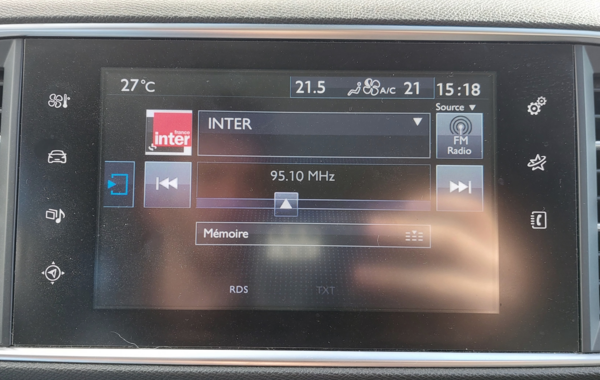 27°C
21.5 A/C 21
15:18
Source ▼
france
inter
INTER
FM
Radio
95.10 MHz
Mémoire
RDS TXT